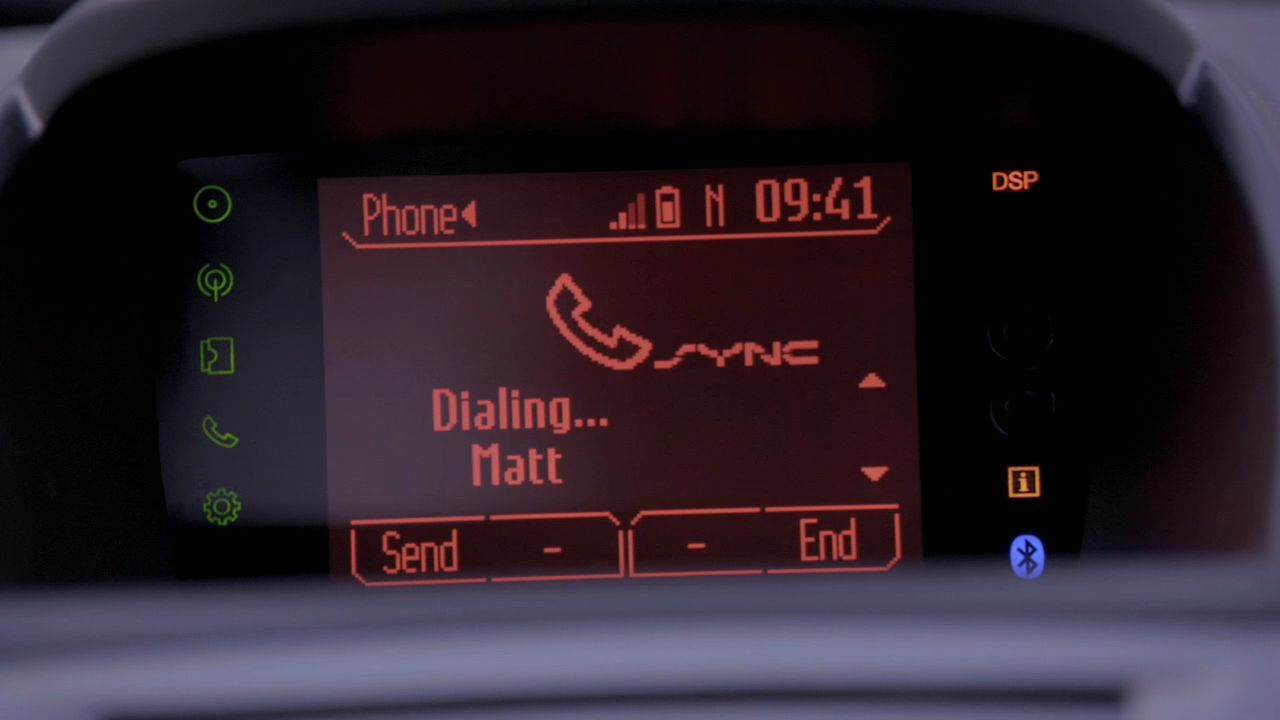 Phone N 09:41
DSP
SYNC
Dialing...
Matt
i
Send - - End